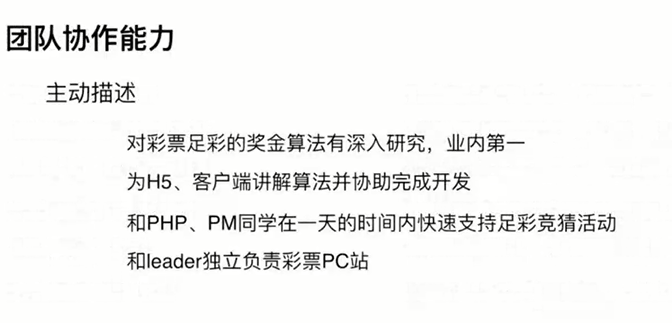 团队协作能力
主动描述
对彩票足彩的奖金算法有深入研究，业内第一
为H5、客户端讲解算法并协助完成开发
和PHP、PM同学在一天的时间内快速支持足彩竞猜活动
和leader独立负责彩票PC站